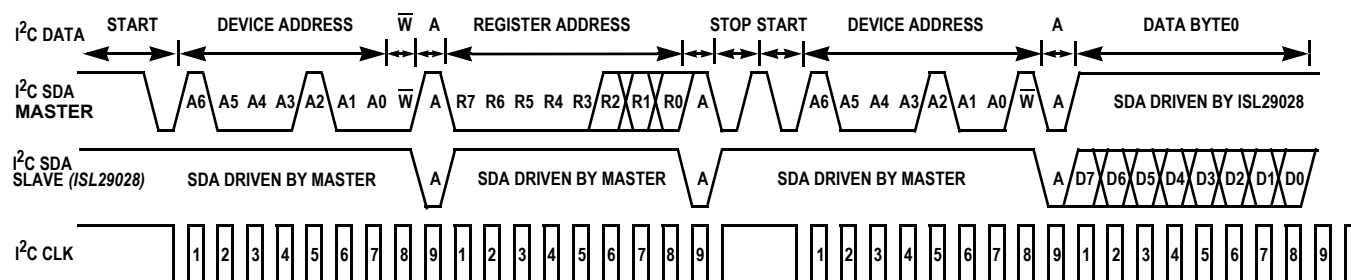 I²C DATA START DEVICE ADDRESS W̅ A REGISTER ADDRESS STOP START DEVICE ADDRESS A DATA BYTE0
I²C SDA MASTER A6 A5 A4 A3 A2 A1 A0 W̅ A R7 R6 R5 R4 R3 R2 R1 R0 A A6 A5 A4 A3 A2 A1 A0 W̅ A SDA DRIVEN BY ISL29028
I²C SDA SLAVE (ISL29028) SDA DRIVEN BY MASTER A SDA DRIVEN BY MASTER A SDA DRIVEN BY MASTER A D7 D6 D5 D4 D3 D2 D1 D0
I²C CLK 1 2 3 4 5 6 7 8 9 1 2 3 4 5 6 7 8 9 1 2 3 4 5 6 7 8 9 1 2 3 4 5 6 7 8 9